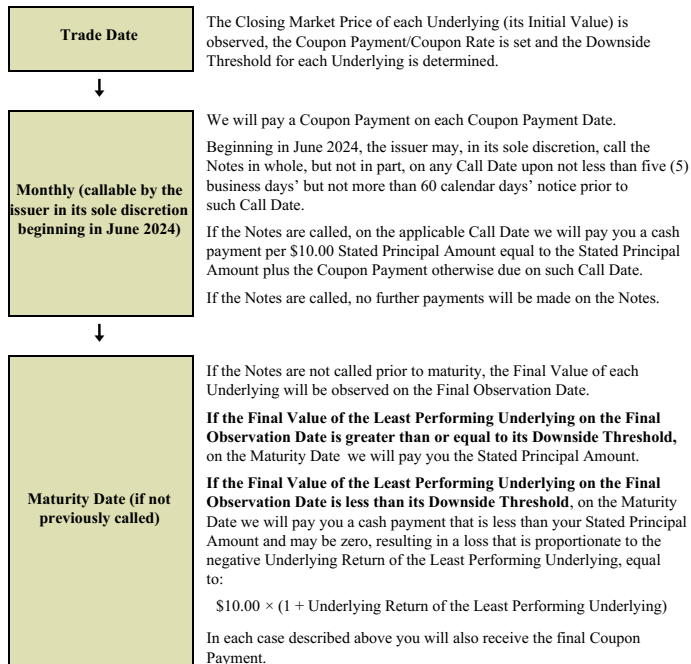 Trade Date
The Closing Market Price of each Underlying (its Initial Value) is
observed, the Coupon Payment/Coupon Rate is set and the Downside
Threshold for each Underlying is determined.
Monthly (callable by the
issuer in its sole discretion
beginning in June 2024)
We will pay a Coupon Payment on each Coupon Payment Date.
Beginning in June 2024, the issuer may, in its sole discretion, call the
Notes in whole, but not in part, on any Call Date upon not less than five (5)
business days’ but not more than 60 calendar days’ notice prior to
such Call Date.
If the Notes are called, on the applicable Call Date we will pay you a cash
payment per $10.00 Stated Principal Amount equal to the Stated Principal
Amount plus the Coupon Payment otherwise due on such Call Date.
If the Notes are called, no further payments will be made on the Notes.
Maturity Date (if not
previously called)
If the Notes are not called prior to maturity, the Final Value of each
Underlying will be observed on the Final Observation Date.
If the Final Value of the Least Performing Underlying on the Final
Observation Date is greater than or equal to its Downside Threshold,
on the Maturity Date we will pay you the Stated Principal Amount.
If the Final Value of the Least Performing Underlying on the Final
Observation Date is less than its Downside Threshold, on the Maturity
Date we will pay you a cash payment that is less than your Stated Principal
Amount and may be zero, resulting in a loss that is proportionate to the
negative Underlying Return of the Least Performing Underlying, equal
to:
$10.00 × (1 + Underlying Return of the Least Performing Underlying)
In each case described above you will also receive the final Coupon
Payment.